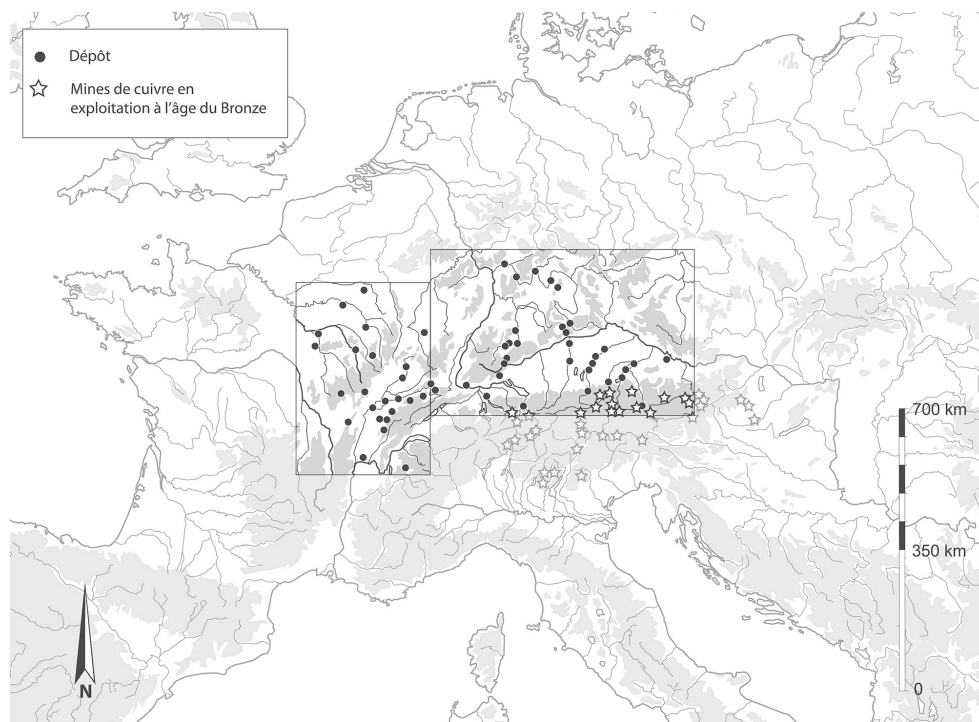 Dépôt
Mines de cuivre en
exploitation à l'âge du Bronze
700 km
350 km
0
N